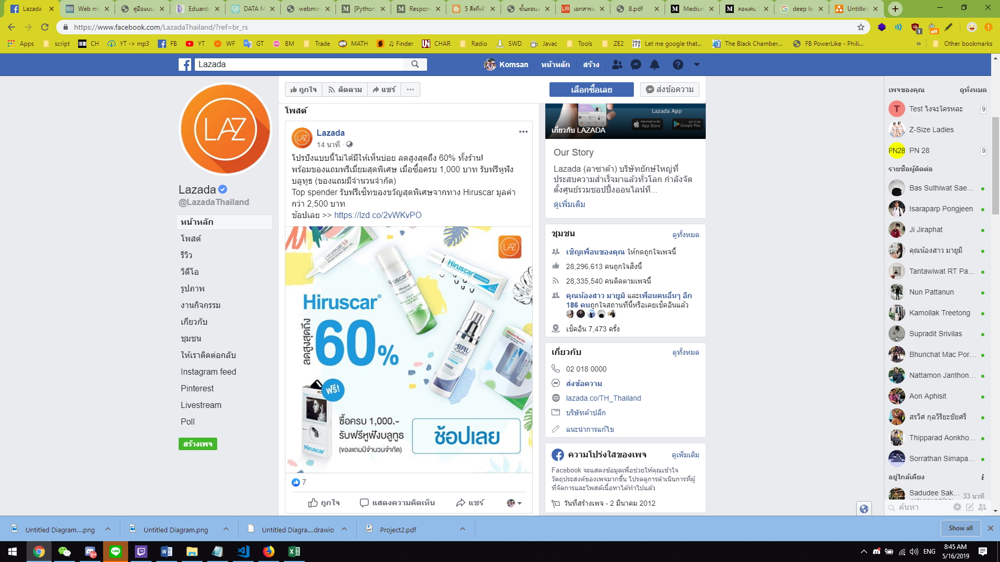 Lazada
Web mi
คู่มือแบบ
Eduardo
DATA M
webmin
[Python
Respon
5 สิ่งที่เจ้
ขั้นตอน
เอกสารฉ
8.pdf
Medium
ลองเล่น S
deep le
Untitled
https://www.facebook.com/LazadaThailand/?ref=br_rs
Apps
script
CH
YT -> mp3
FB
YT
WF
GT
BM
Trade
MATH
♫ Finder
CHAR
Radio
SWD
Javac
Tools
ZE2
Let me google that...
The Black Chamber...
FB PowerLike - Phili...
Other bookmarks
Lazada
Komsan
หน้าหลัก
สร้าง
ถูกใจ
ติดตาม
แชร์
เลือกซื้อเลย
ส่งข้อความ
LAZ
Lazada
@LazadaThailand
หน้าหลัก
โพสต์
รีวิว
วิดีโอ
รูปภาพ
งานกิจกรรม
เกี่ยวกับ
ชุมชน
ให้เราติดต่อกลับ
Instagram feed
Pinterest
Livestream
Poll
สร้างเพจ
โพสต์
Lazada
14 นาที ·
โปรปังแบบนี้ไม่ได้มีให้เห็นบ่อย ลดสูงสุดถึง 60% ทั้งร้าน!
พร้อมของแถมพรีเมี่ยมสุดพิเศษ เมื่อซื้อครบ 1,000 บาท รับฟรีหูฟัง
บลูทูธ (ของแถมมีจำนวนจำกัด)
Top spender รับฟรีเซ็ทของขวัญสุดพิเศษจากทาง Hiruscar มูลค่า
กว่า 2,500 บาท
ช้อปเลย >> https://lzd.co/2vWKvPO
LAZ
Hiruscar
Hiruscar
Hiruscar
ลดสูงสุดถึง
60%
HIRU
HOMME
SERUM
ฟรี!
ซื้อครบ 1,000.-
รับฟรีหูฟังบลูทูธ
(ของแถมมีจำนวนจำกัด)
Hiruscar
ช้อปเลย
7
ถูกใจ
แสดงความคิดเห็น
แชร์
Lazada App
Download on the
App Store
GET IT ON
Google Play
เกี่ยวกับ LAZADA
Our Story
Lazada (ลาซาด้า) บริษัทยักษ์ใหญ่ที่
ประสบความสำเร็จมาแล้วทั่วโลก กำลังจัด
ตั้งศูนย์รวมชอปปิ้งออนไลน์ที...
ดูเพิ่มเติม
ชุมชน
ดูทั้งหมด
เชิญเพื่อนของคุณ ให้กดถูกใจเพจนี้
28,296,613 คนถูกใจสิ่งนี้
28,335,540 คนติดตามเพจนี้
คุณน้องสาว มายูมิ และเพื่อนคนอื่นๆ อีก
186 คนถูกใจสถานที่นี้หรือเคยเช็คอินแล้ว
เช็คอิน 7,473 ครั้ง
เกี่ยวกับ
ดูทั้งหมด
02 018 0000
ส่งข้อความ
lazada.co/TH_Thailand
บริษัทค้าปลีก
แนะนำการแก้ไข
ความโปร่งใสของเพจ
ดูเพิ่มเติม
Facebook จะแสดงข้อมูลเพื่อช่วยให้คุณเข้าใจ
วัตถุประสงค์ของเพจมากขึ้น โปรดดูการดำเนินการที่ผู้
ที่จัดการและโพสต์เนื้อหาได้ทำไปแล้ว
วันที่สร้างเพจ - 2 มีนาคม 2012
เพจของคุณ
ดูทั้งหมด
T
Test ไงจะใครหละ
9
Z-Size Ladies
PN28
PN 28
9
รายชื่อผู้ติดต่อ
Bas Suthiwat Sae...
Isaraparp Pongjeen
Ji Jiraphat
คุณน้องสาว มายูมิ
Tantawiwat RT Pa...
Nun Pattanun
Kamollak Treetong
Supradit Srivilas
Bhurichat Mac Por...
Nattamon Janthon...
Aon Aphisit
สรวิศ กุลวิริยะชัยศรี
Thipparad Aonkho...
Sorrathan Simapa...
อยู่ใกล้เคียง
Sadudee Sak...
33 นาที
ค้นหา
Untitled Diagram....png
Untitled Diagram.png
Untitled Diagra....drawio
Project2.pdf
Show all
ENG
8:45 AM
5/16/2019